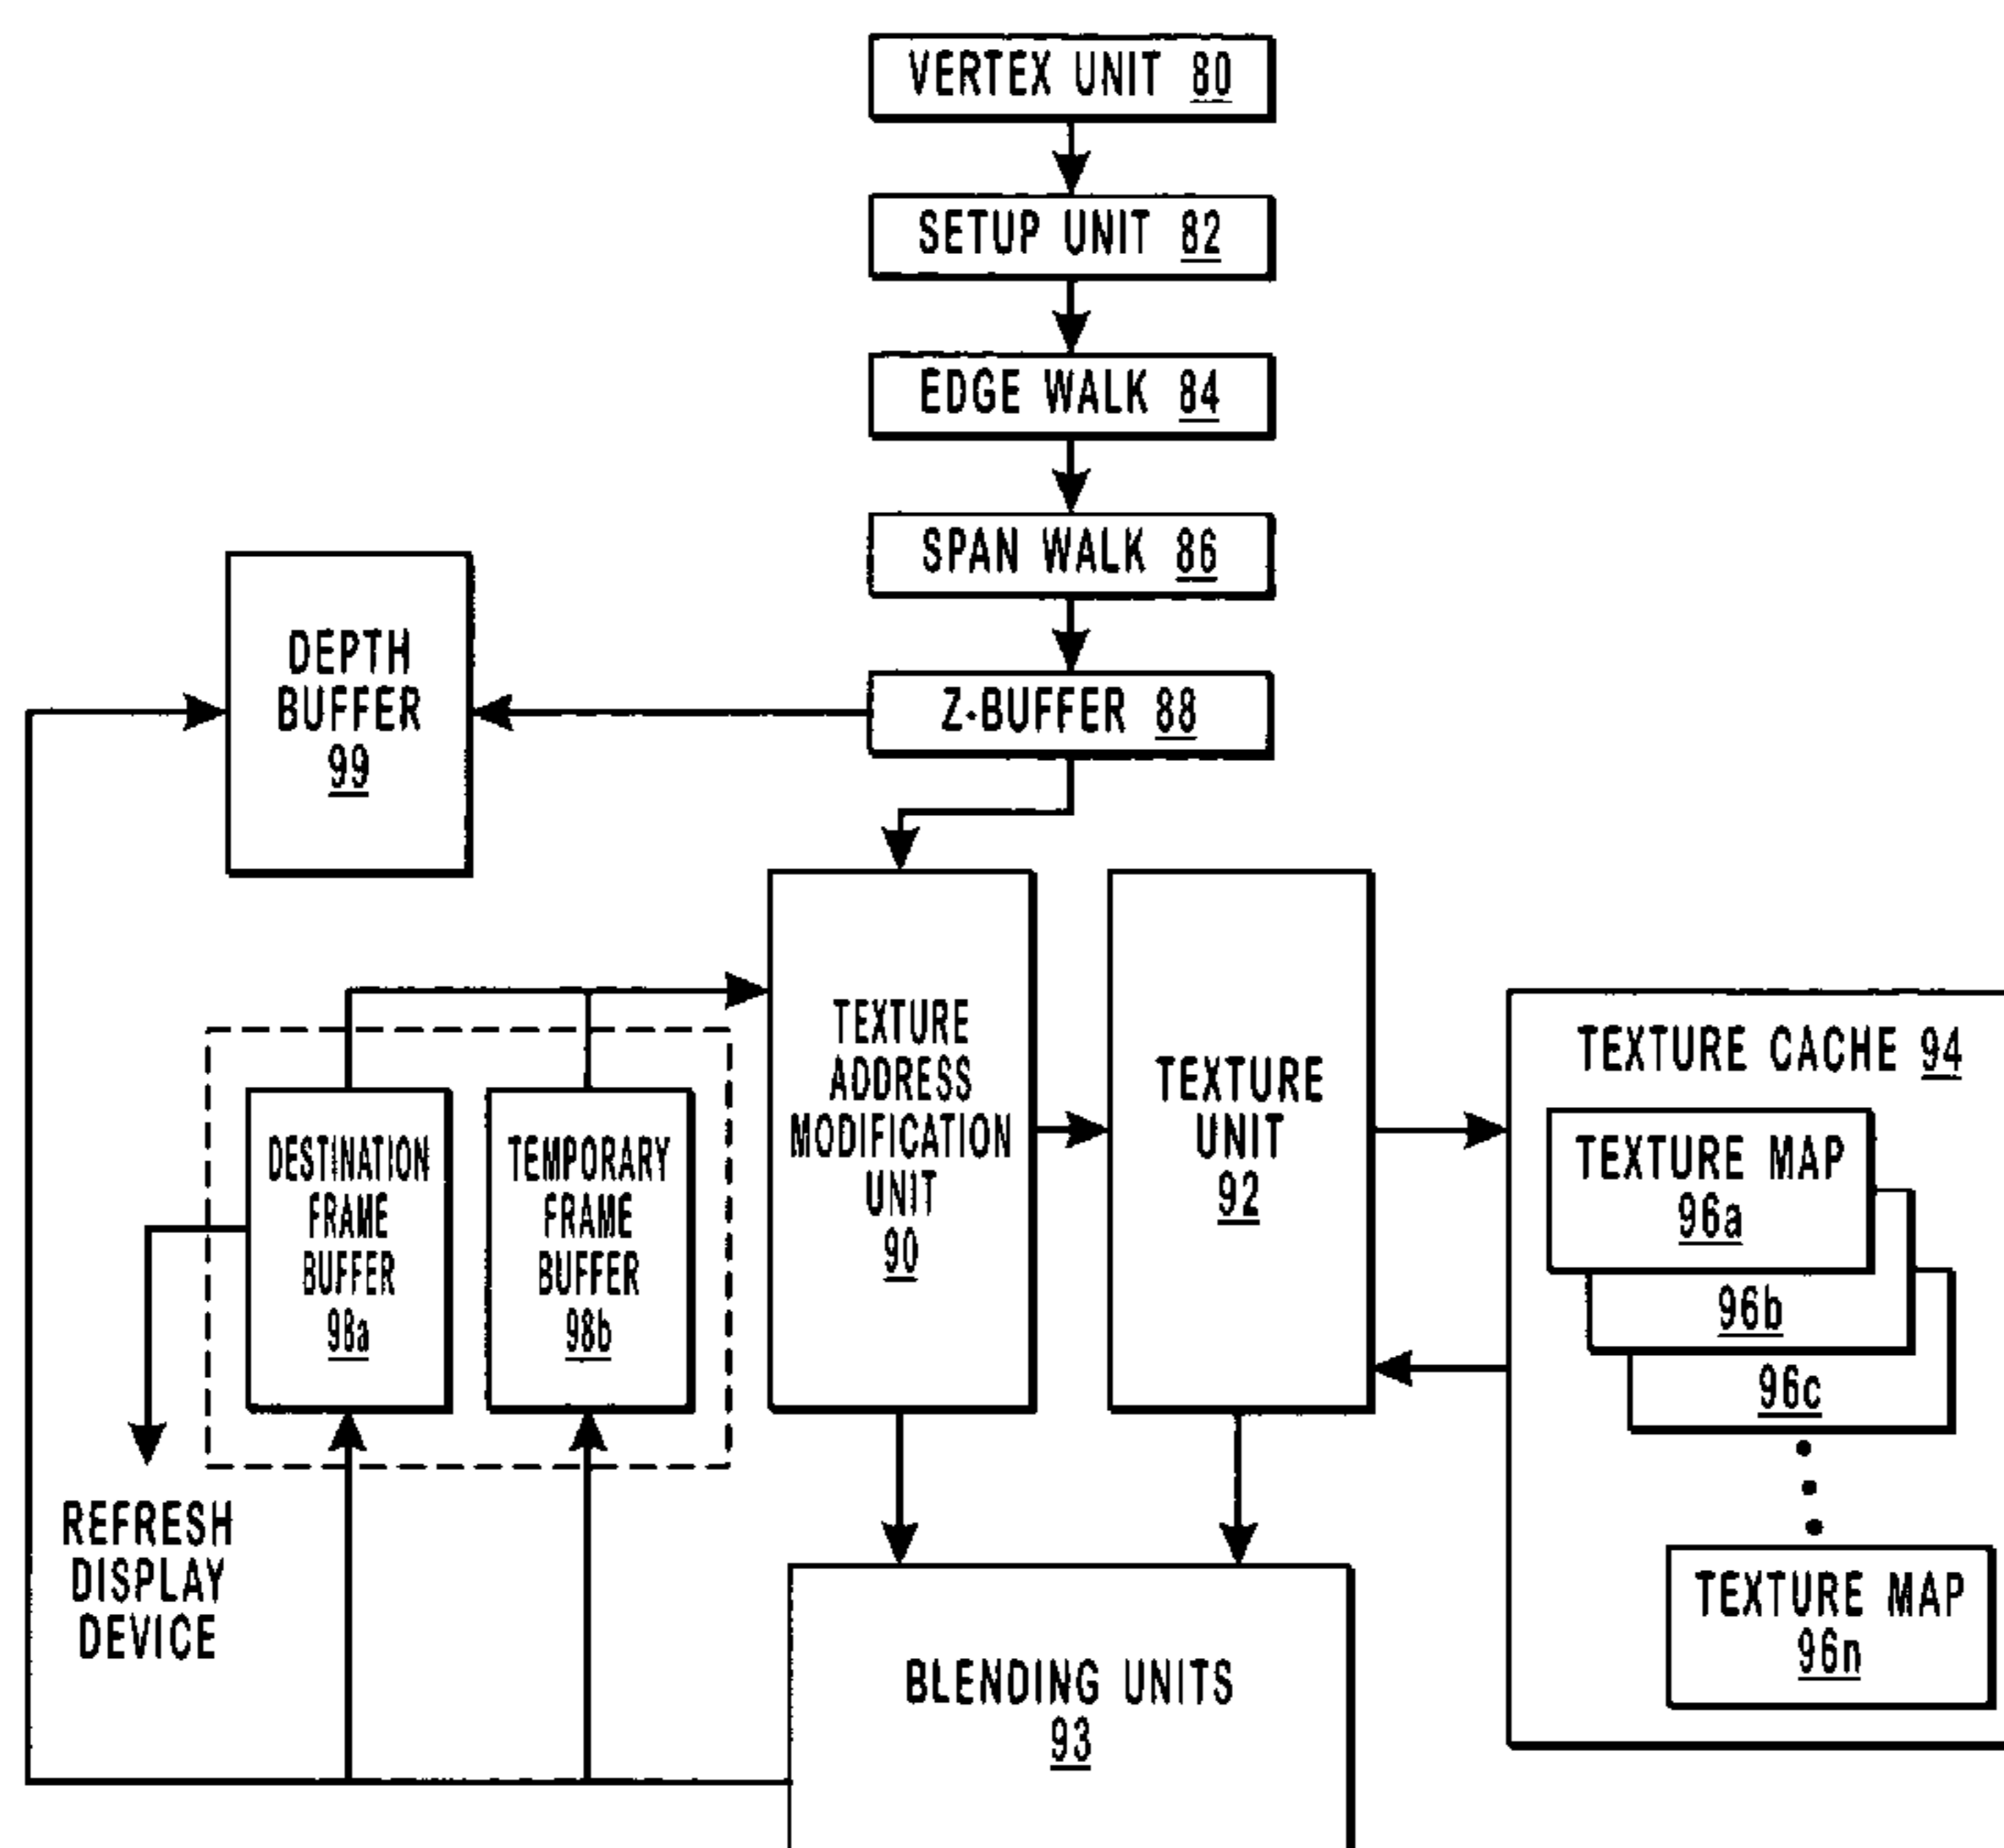 VERTEX UNIT 80
SETUP UNIT 82
EDGE WALK 84
SPAN WALK 86
DEPTH
BUFFER
99
Z-BUFFER 88
TEXTURE
ADDRESS
MODIFICATION
UNIT
90
TEXTURE
UNIT
92
DESTINATION
FRAME
BUFFER
98a
TEMPORARY
FRAME
BUFFER
98b
TEXTURE CACHE 94
TEXTURE MAP
96a
96b
96c
TEXTURE MAP
96n
REFRESH
DISPLAY
DEVICE
BLENDING UNITS
93